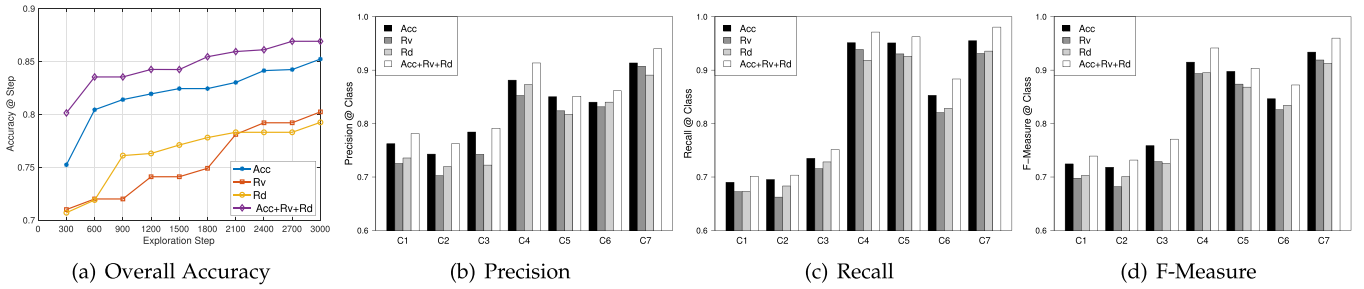 0.9
0.85
0.8
0.75
0.7
Accuracy @ Step
0 300 600 900 1200 1500 1800 2100 2400 2700 3000
Exploration Step
Acc
Rv
Rd
Acc+Rv+Rd
(a) Overall Accuracy
1.0
0.9
0.8
0.7
0.6
Precision @ Class
Acc
Rv
Rd
Acc+Rv+Rd
C1 C2 C3 C4 C5 C6 C7
(b) Precision
1.0
0.9
0.8
0.7
0.6
Recall @ Class
Acc
Rv
Rd
Acc+Rv+Rd
C1 C2 C3 C4 C5 C6 C7
(c) Recall
1.0
0.9
0.8
0.7
0.6
F−Measure @ Class
Acc
Rv
Rd
Acc+Rv+Rd
C1 C2 C3 C4 C5 C6 C7
(d) F-Measure